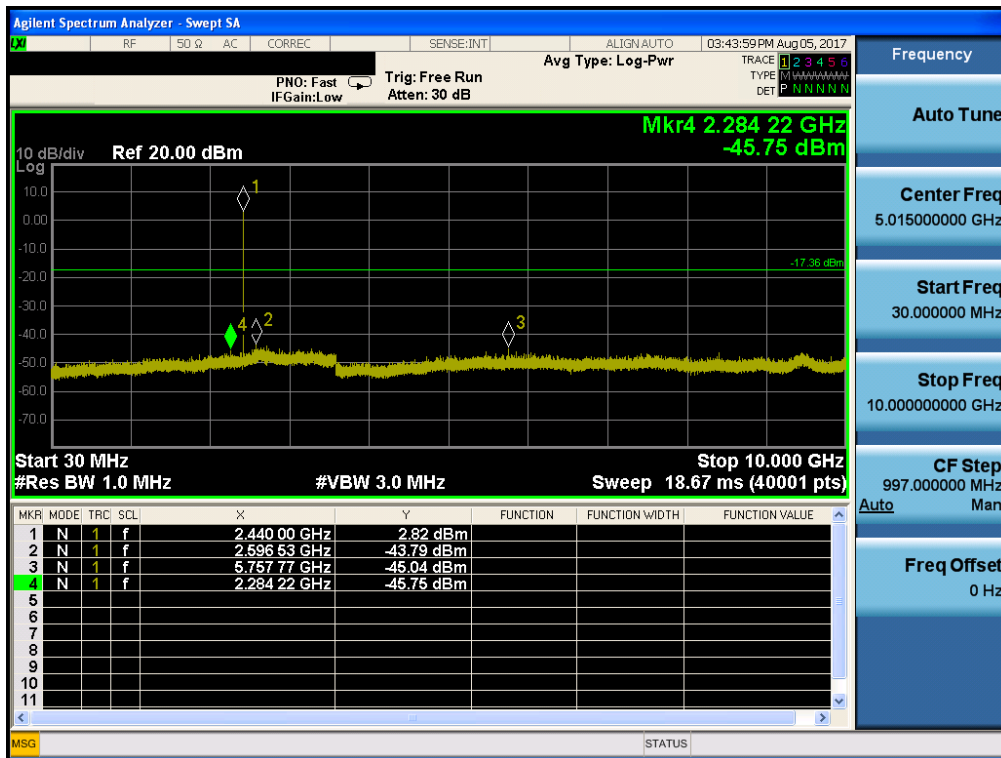 Agilent Spectrum Analyzer - Swept SA
LXI RF 50 Ω AC CORREC SENSE:INT ALIGN AUTO 03:43:59 PM Aug 05, 2017
Frequency
Avg Type: Log-Pwr
TRACE 1 2 3 4 5 6
TYPE M WWWWW
DET P N N N N N
PNO: Fast
IFGain:Low
Trig: Free Run
Atten: 30 dB
Auto Tune
Mkr4 2.284 22 GHz
-45.75 dBm
10 dB/div Ref 20.00 dBm
Log
10.0
0.00
-10.0
-20.0
-30.0
-40.0
-50.0
-60.0
-70.0
1
-17.36 dBm
4
2
3
Center Freq
5.015000000 GHz
Start Freq
30.000000 MHz
Stop Freq
10.000000000 GHz
CF Step
997.000000 MHz
Auto Man
Freq Offset
0 Hz
Start 30 MHz Stop 10.000 GHz
#Res BW 1.0 MHz #VBW 3.0 MHz Sweep 18.67 ms (40001 pts)
MKR MODE TRC SCL X Y FUNCTION FUNCTION WIDTH FUNCTION VALUE
1 N 1 f 2.440 00 GHz 2.82 dBm
2 N 1 f 2.596 53 GHz -43.79 dBm
3 N 1 f 5.757 77 GHz -45.04 dBm
4 N 1 f 2.284 22 GHz -45.75 dBm
5
6
7
8
9
10
11
MSG STATUS